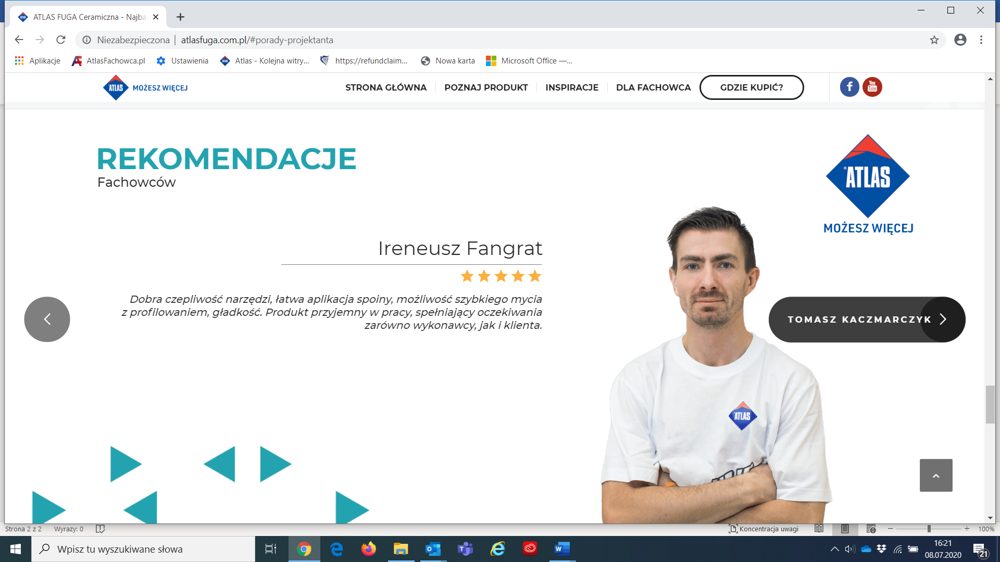 ATLAS FUGA Ceramiczna - Najba
Niezabezpieczona | atlasfuga.com.pl/#porady-projektanta
Aplikacje AtlasFachowca.pl Ustawienia Atlas - Kolejna witry... https://refundclaim... Nowa karta Microsoft Office —...
ATLAS MOŻESZ WIĘCEJ STRONA GŁÓWNA POZNAJ PRODUKT INSPIRACJE DLA FACHOWCA GDZIE KUPIĆ? f You Tube
REKOMENDACJE
Fachowców
®ATLAS
MOŻESZ WIĘCEJ
Ireneusz Fangrat
Dobra czepliwość narzędzi, łatwa aplikacja spoiny, możliwość szybkiego mycia
z profilowaniem, gładkość. Produkt przyjemny w pracy, spełniający oczekiwania
zarówno wykonawcy, jak i klienta.
TOMASZ KACZMARCZYK
ATLAS
Strona 2 z 2 Wyrazy: 0 Koncentracja uwagi 100%
Wpisz tu wyszukiwane słowa
16:21
08.07.2020
21